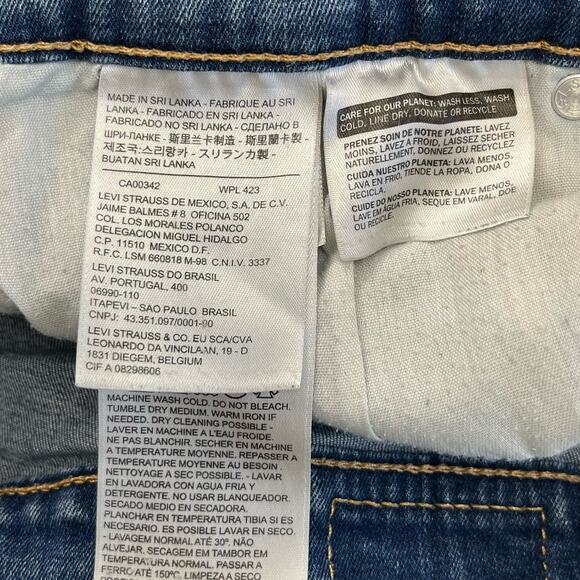 MADE IN SRI LANKA - FABRIQUE AU SRI
LANKA - FABRICADO EN SRI LANKA -
FABRICADO NO SRI LANKA - СДЕЛАНО В
ШРИ-ЛАНКЕ - 斯里兰卡制造 - 斯里蘭卡製 -
제조국:스리랑카 - スリランカ製 -
BUATAN SRI LANKA
CA00342 WPL 423
LEVI STRAUSS DE MEXICO, S.A. DE C.V.
JAIME BALMES # 8 OFICINA 502
COL. LOS MORALES POLANCO
DELEGACION MIGUEL HIDALGO
C.P. 11510 MEXICO D.F.
R.F.C. LSM 660818 M-98 C.N.I.V. 3337
LEVI STRAUSS DO BRASIL
AV. PORTUGAL, 400
06990-110
ITAPEVI – SAO PAULO BRASIL
CNPJ: 43.351.097/0001-90
LEVI STRAUSS & CO. EU SCA/CVA
LEONARDO DA VINCILAAN, 19 - D
1831 DIEGEM, BELGIUM
CIF A 08298606
CARE FOR OUR PLANET: WASH LESS, WASH
COLD, LINE DRY, DONATE OR RECYCLE
PRENEZ SOIN DE NOTRE PLANETE: LAVEZ
MOINS, LAVEZ A FROID, LAISSEZ SECHER
NATURELLEMENT, DONNEZ OU RECYCLEZ
CUIDA NUESTRO PLANETA: LAVA MENOS,
LAVA EN FRIO, TIENDE LA ROPA, DONA O
RECICLA.
CUIDE DO NOSSO PLANETA: LAVE MENOS,
LAVE EM AGUA FRIA, SEQUE EM VARAL, DOE
OU RECICLE.
MACHINE WASH COLD. DO NOT BLEACH.
TUMBLE DRY MEDIUM. WARM IRON IF
NEEDED. DRY CLEANING POSSIBLE -
LAVER EN MACHINE A L'EAU FROIDE.
NE PAS BLANCHIR. SECHER EN MACHINE
A TEMPERATURE MOYENNE. REPASSER A
TEMPERATURE MOYENNE AU BESOIN
NETTOYAGE A SEC POSSIBLE. - LAVAR
EN LAVADORA CON AGUA FRIA Y
DETERGENTE. NO USAR BLANQUEADOR.
SECADO MEDIO EN SECADORA.
PLANCHAR EN TEMPERATURA TIBIA SI ES
NECESARIO. ES POSIBLE LAVAR EN SECO.
- LAVAGEM NORMAL ATÉ 30º. NÃO
ALVEJAR. SECAGEM EM TAMBOR EM
TEMPERATURA NORMAL. PASSAR A
FERRO ATÉ 150ºC. LIMPEZA A SECO